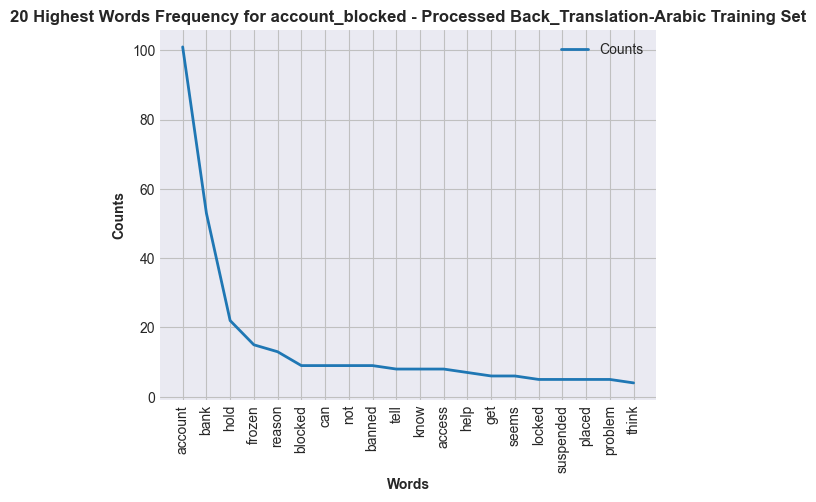 20 Highest Words Frequency for account_blocked - Processed Back_Translation-Arabic Training Set
Counts
100
80
60
40
20
0
Counts
account
bank
hold
frozen
reason
blocked
can
not
banned
tell
know
access
help
get
seems
locked
suspended
placed
problem
think
Words